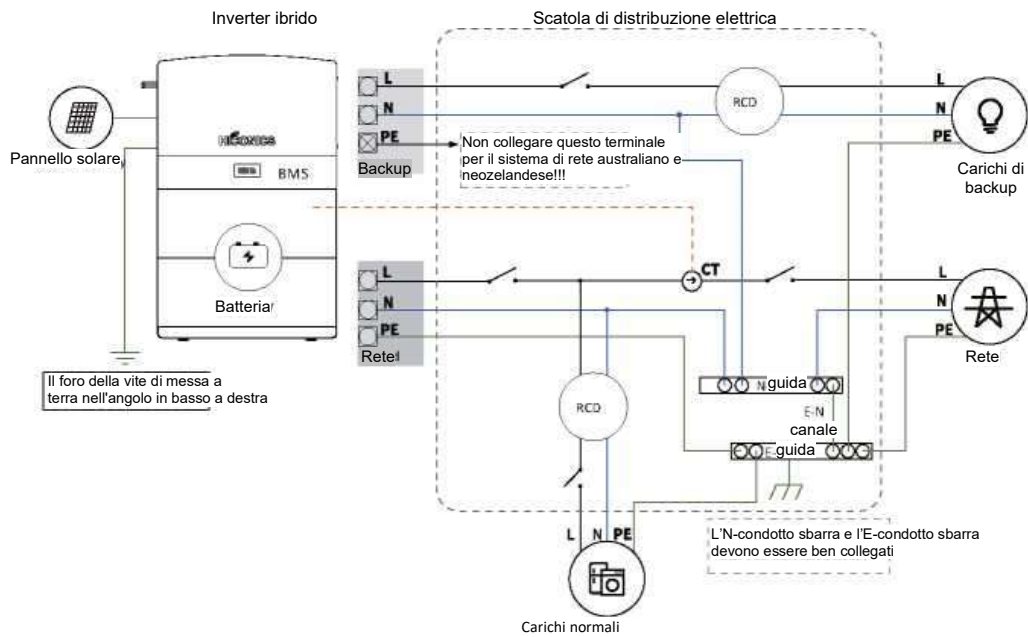 Inverter ibrido
Scatola di distribuzione elettrica
Pannello solare
HICONICS
BMS
Batteria
L
N
PE
Backup
Non collegare questo terminale
per il sistema di rete australiano e
neozelandese!!!
RCD
L
N
PE
Carichi di
backup
L
N
PE
Rete
CT
L
N
PE
Rete
Il foro della vite di messa a
terra nell'angolo in basso a destra
RCD
N guida
E-N
canale
E guida
L N PE
L'N-condotto sbarra e l'E-condotto sbarra
devono essere ben collegati
Carichi normali